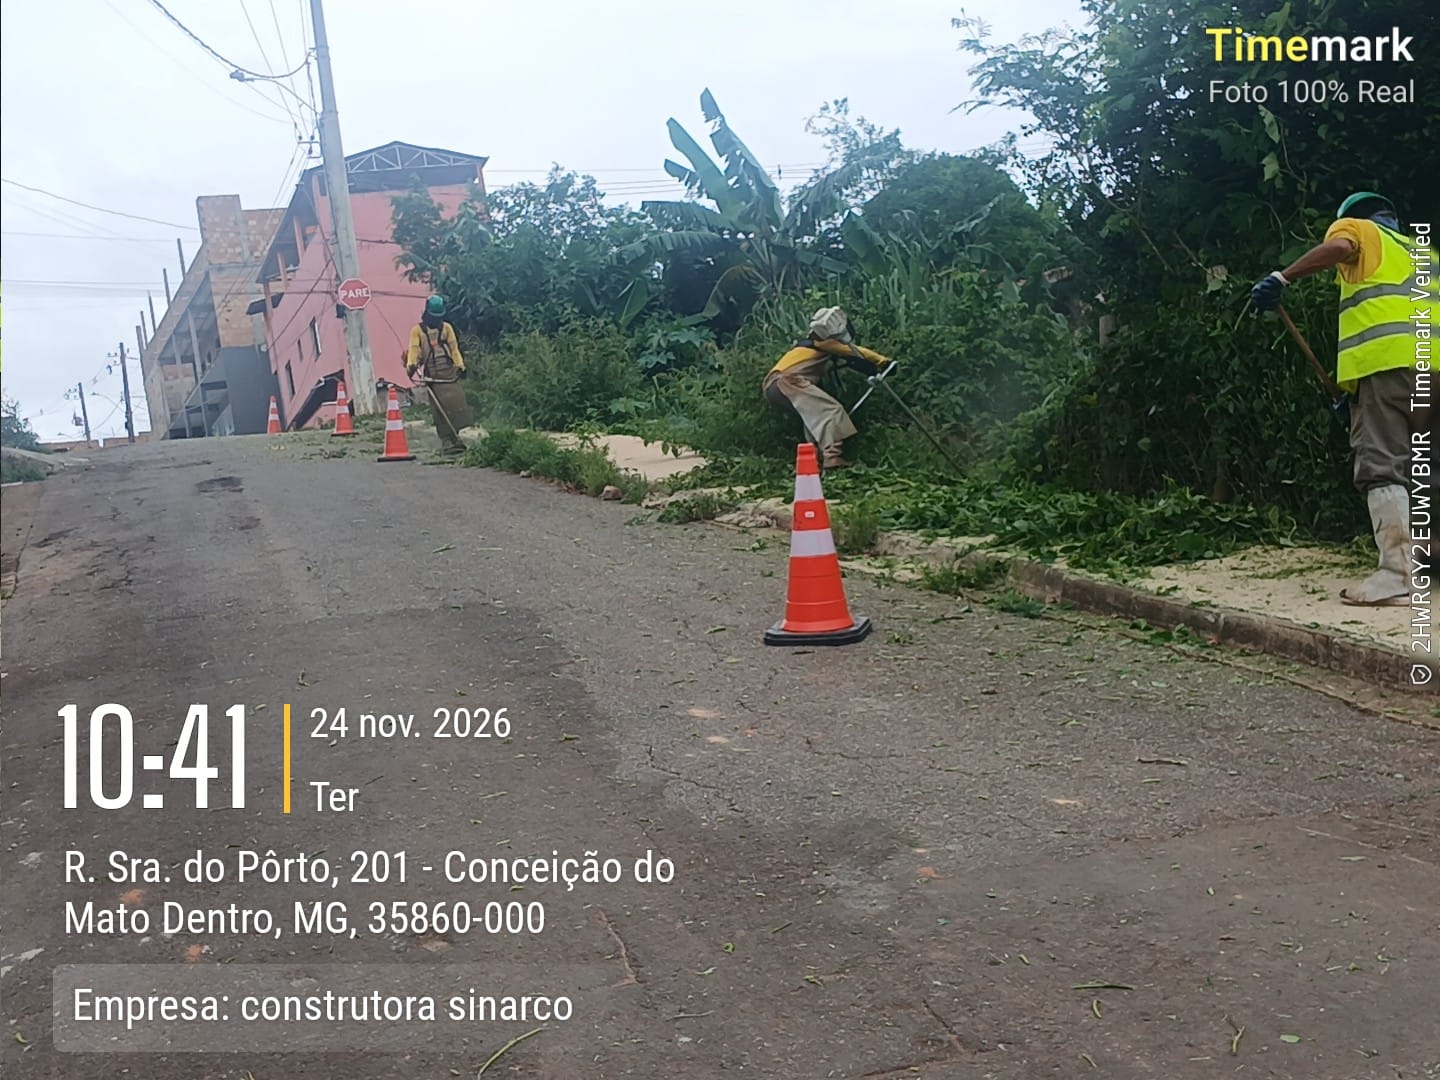 Timemark
Foto 100% Real
PARE
2HWRGY2EUWYBMR Timemark Verified
10:41
24 nov. 2026
Ter
R. Sra. do Pôrto, 201 - Conceição do
Mato Dentro, MG, 35860-000
Empresa: construtora sinarco